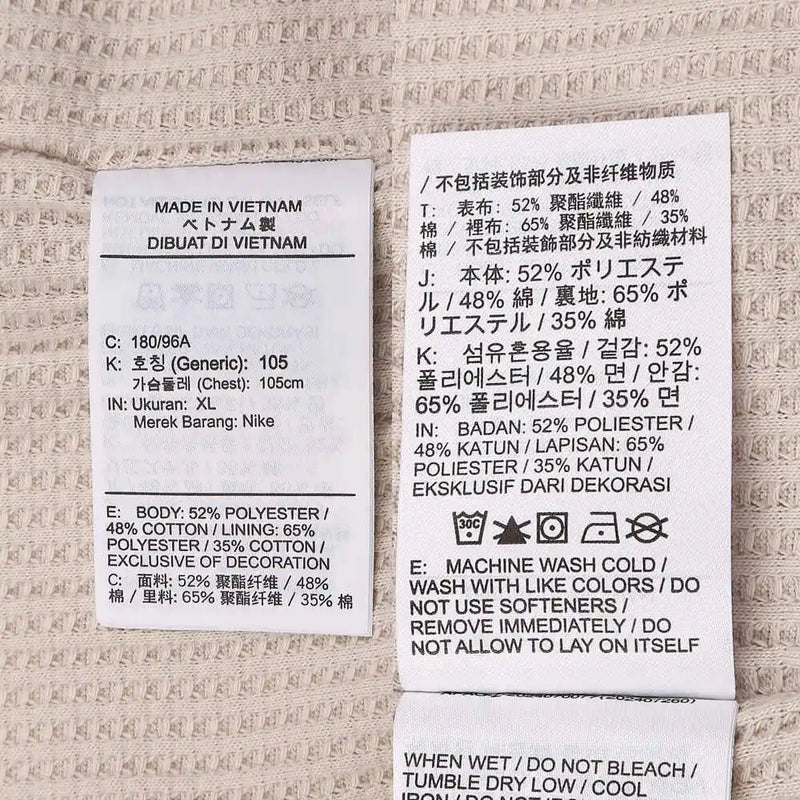 MADE IN VIETNAM
ベトナム製
DIBUAT DI VIETNAM
C: 180/96A
K: 호칭 (Generic): 105
가슴둘레 (Chest): 105cm
IN: Ukuran: XL
Merek Barang: Nike
E: BODY: 52% POLYESTER /
48% COTTON / LINING: 65%
POLYESTER / 35% COTTON /
EXCLUSIVE OF DECORATION
C: 面料: 52% 聚酯纤维 / 48%
棉 / 里料: 65% 聚酯纤维 / 35% 棉
/ 不包括装饰部分及非纤维物质
T: 表布: 52% 聚酯纖維 / 48%
棉 / 裡布: 65% 聚酯纖維 / 35%
棉 / 不包括裝飾部分及非紡織材料
J: 本体: 52% ポリエステ
ル / 48% 綿 / 裏地: 65% ポ
リエステル / 35% 綿
K: 섬유혼용율 / 겉감: 52%
폴리에스터 / 48% 면 / 안감:
65% 폴리에스터 / 35% 면
IN: BADAN: 52% POLIESTER /
48% KATUN / LAPISAN: 65%
POLIESTER / 35% KATUN /
EKSKLUSIF DARI DEKORASI
30C
E: MACHINE WASH COLD /
WASH WITH LIKE COLORS / DO
NOT USE SOFTENERS /
REMOVE IMMEDIATELY / DO
NOT ALLOW TO LAY ON ITSELF
WHEN WET / DO NOT BLEACH /
TUMBLE DRY LOW / COOL